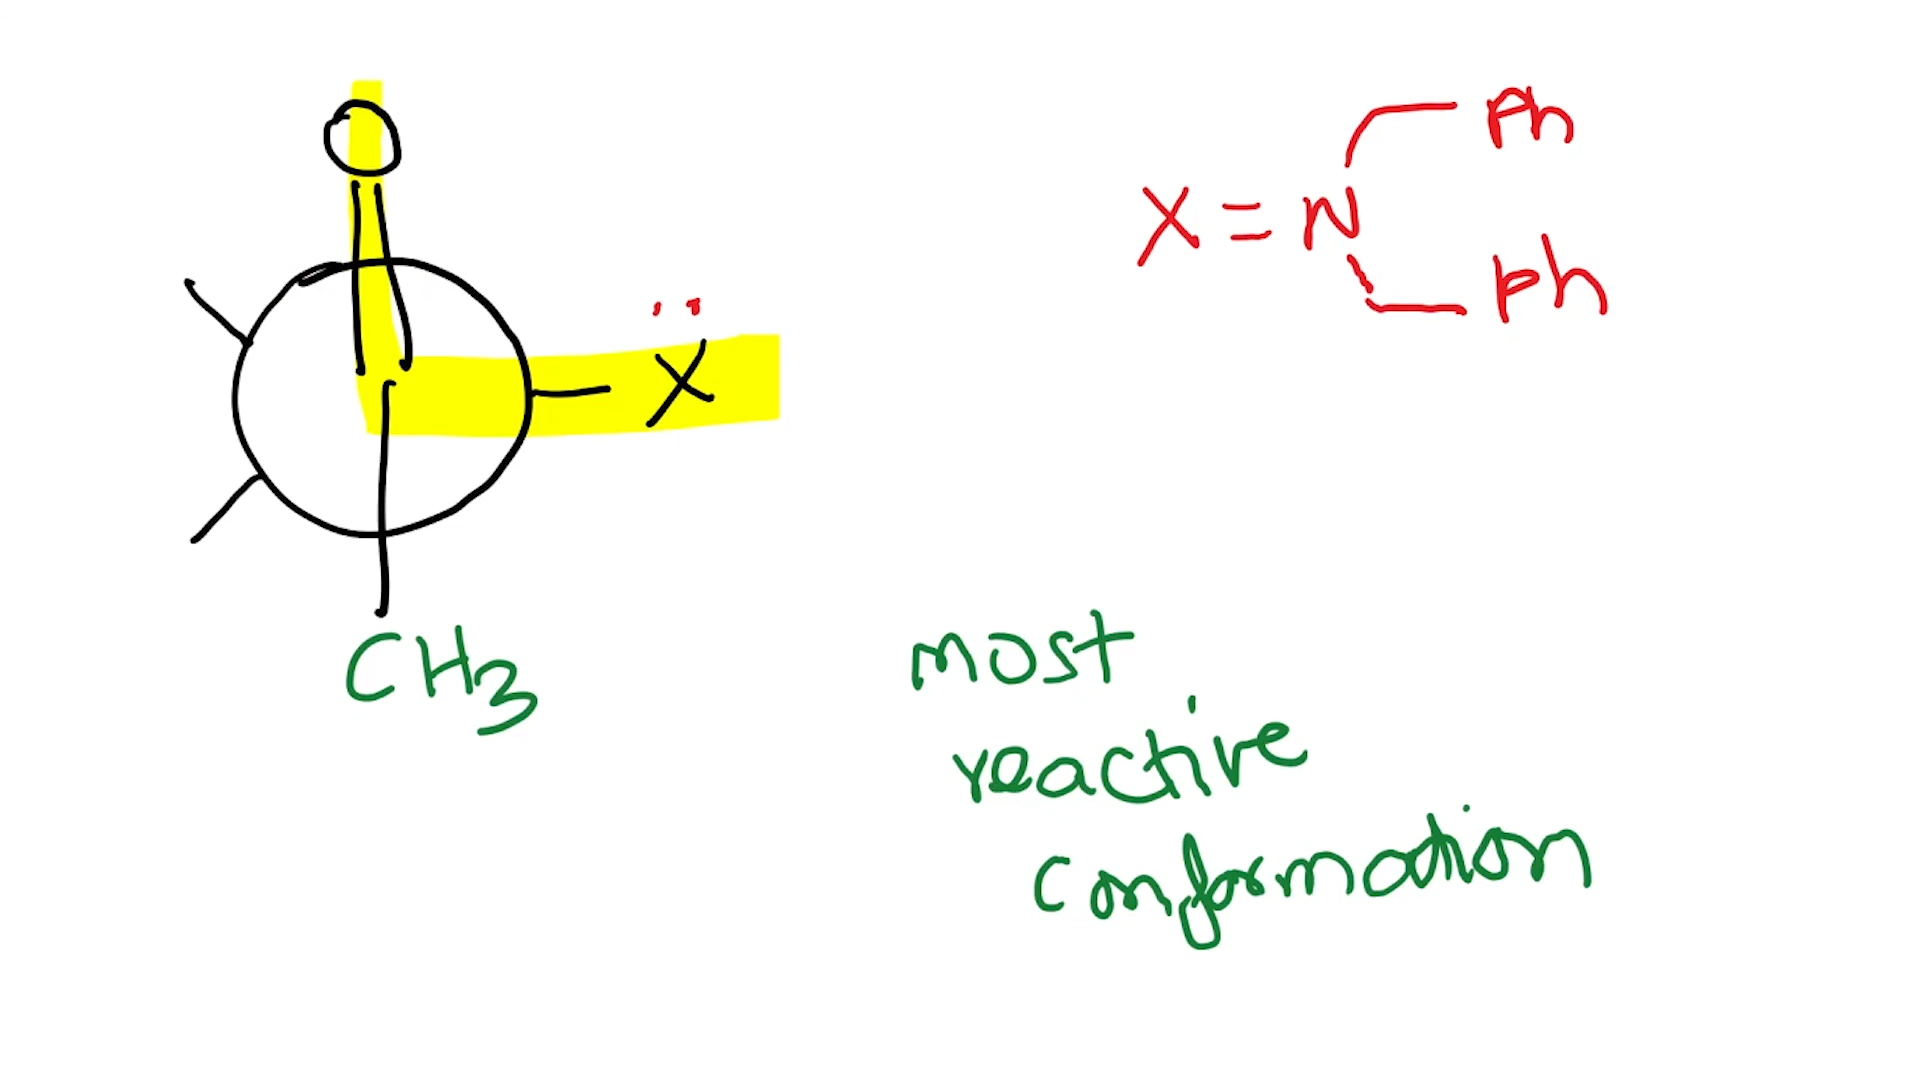 O
Ẍ
X = N
Ph
Ph
CH3
most
reactive
conformation